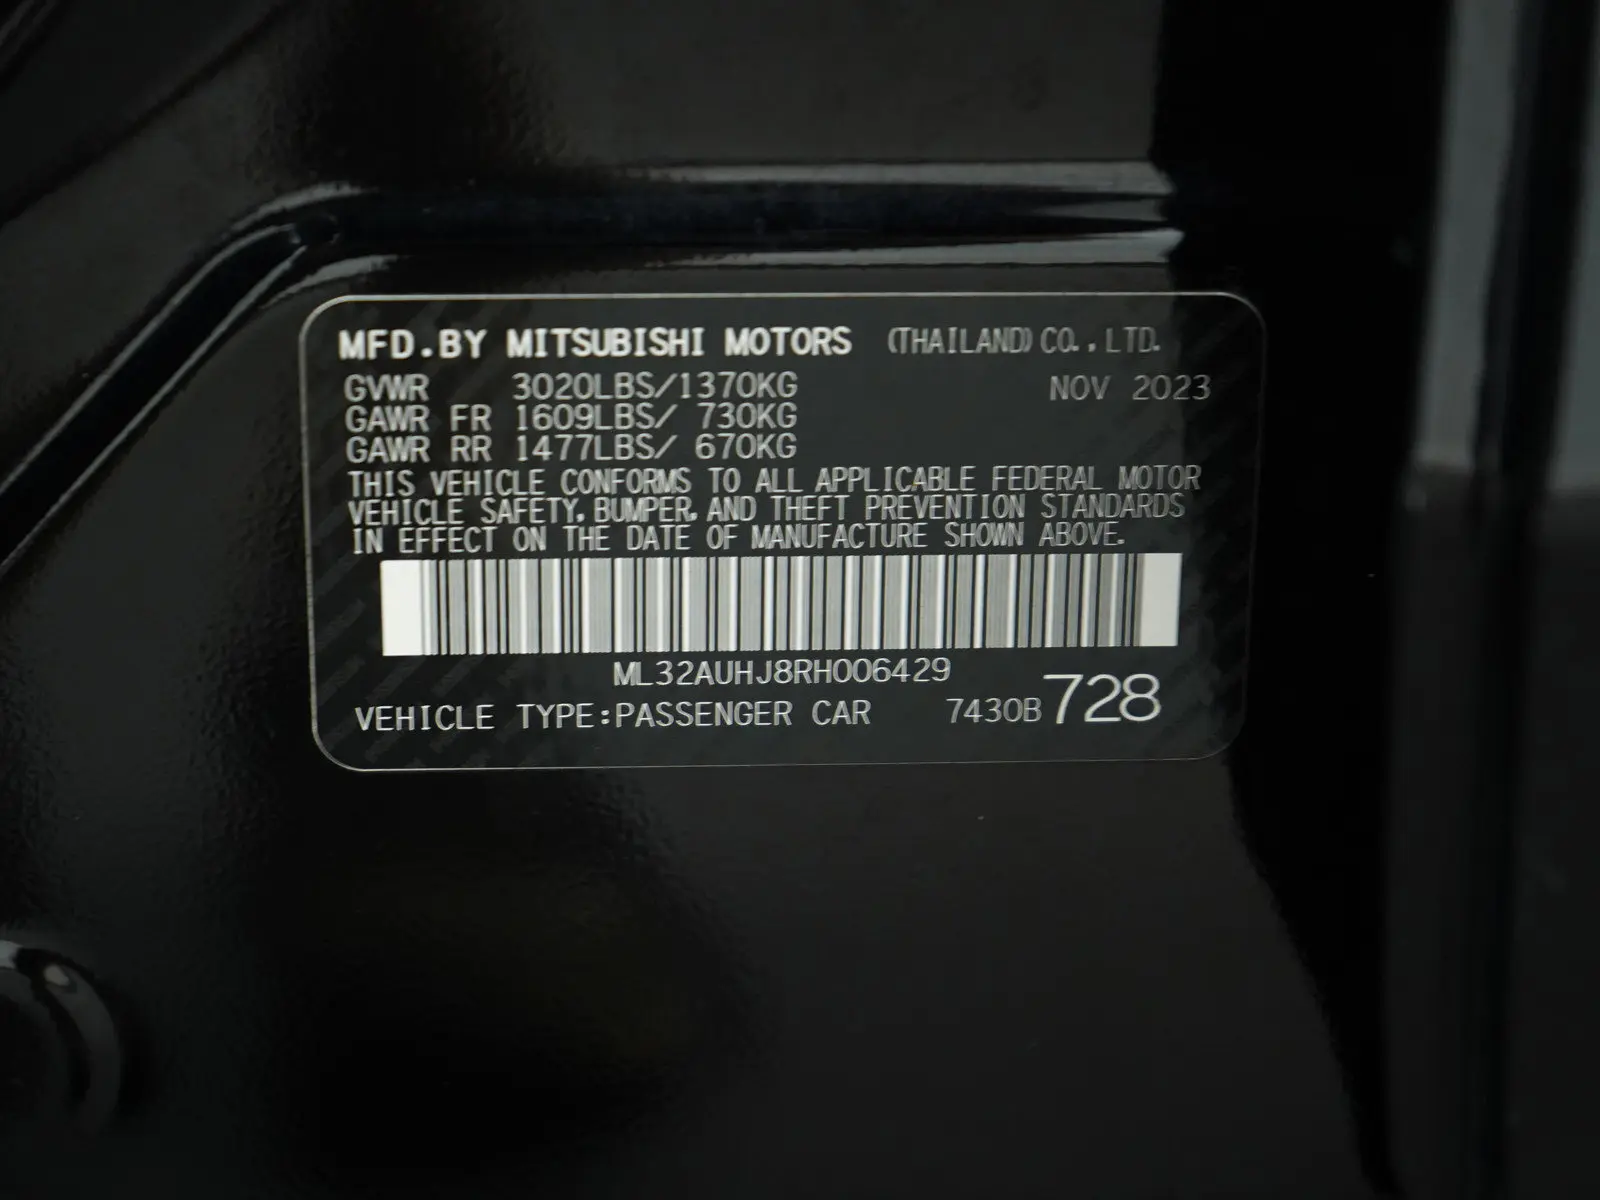 MFD.BY MITSUBISHI MOTORS (THAILAND) CO.,LTD.
GVWR 3020LBS/1370KG NOV 2023
GAWR FR 1609LBS/ 730KG
GAWR RR 1477LBS/ 670KG
THIS VEHICLE CONFORMS TO ALL APPLICABLE FEDERAL MOTOR
VEHICLE SAFETY, BUMPER, AND THEFT PREVENTION STANDARDS
IN EFFECT ON THE DATE OF MANUFACTURE SHOWN ABOVE.
ML32AUHJ8RH006429
VEHICLE TYPE:PASSENGER CAR 7430B 728